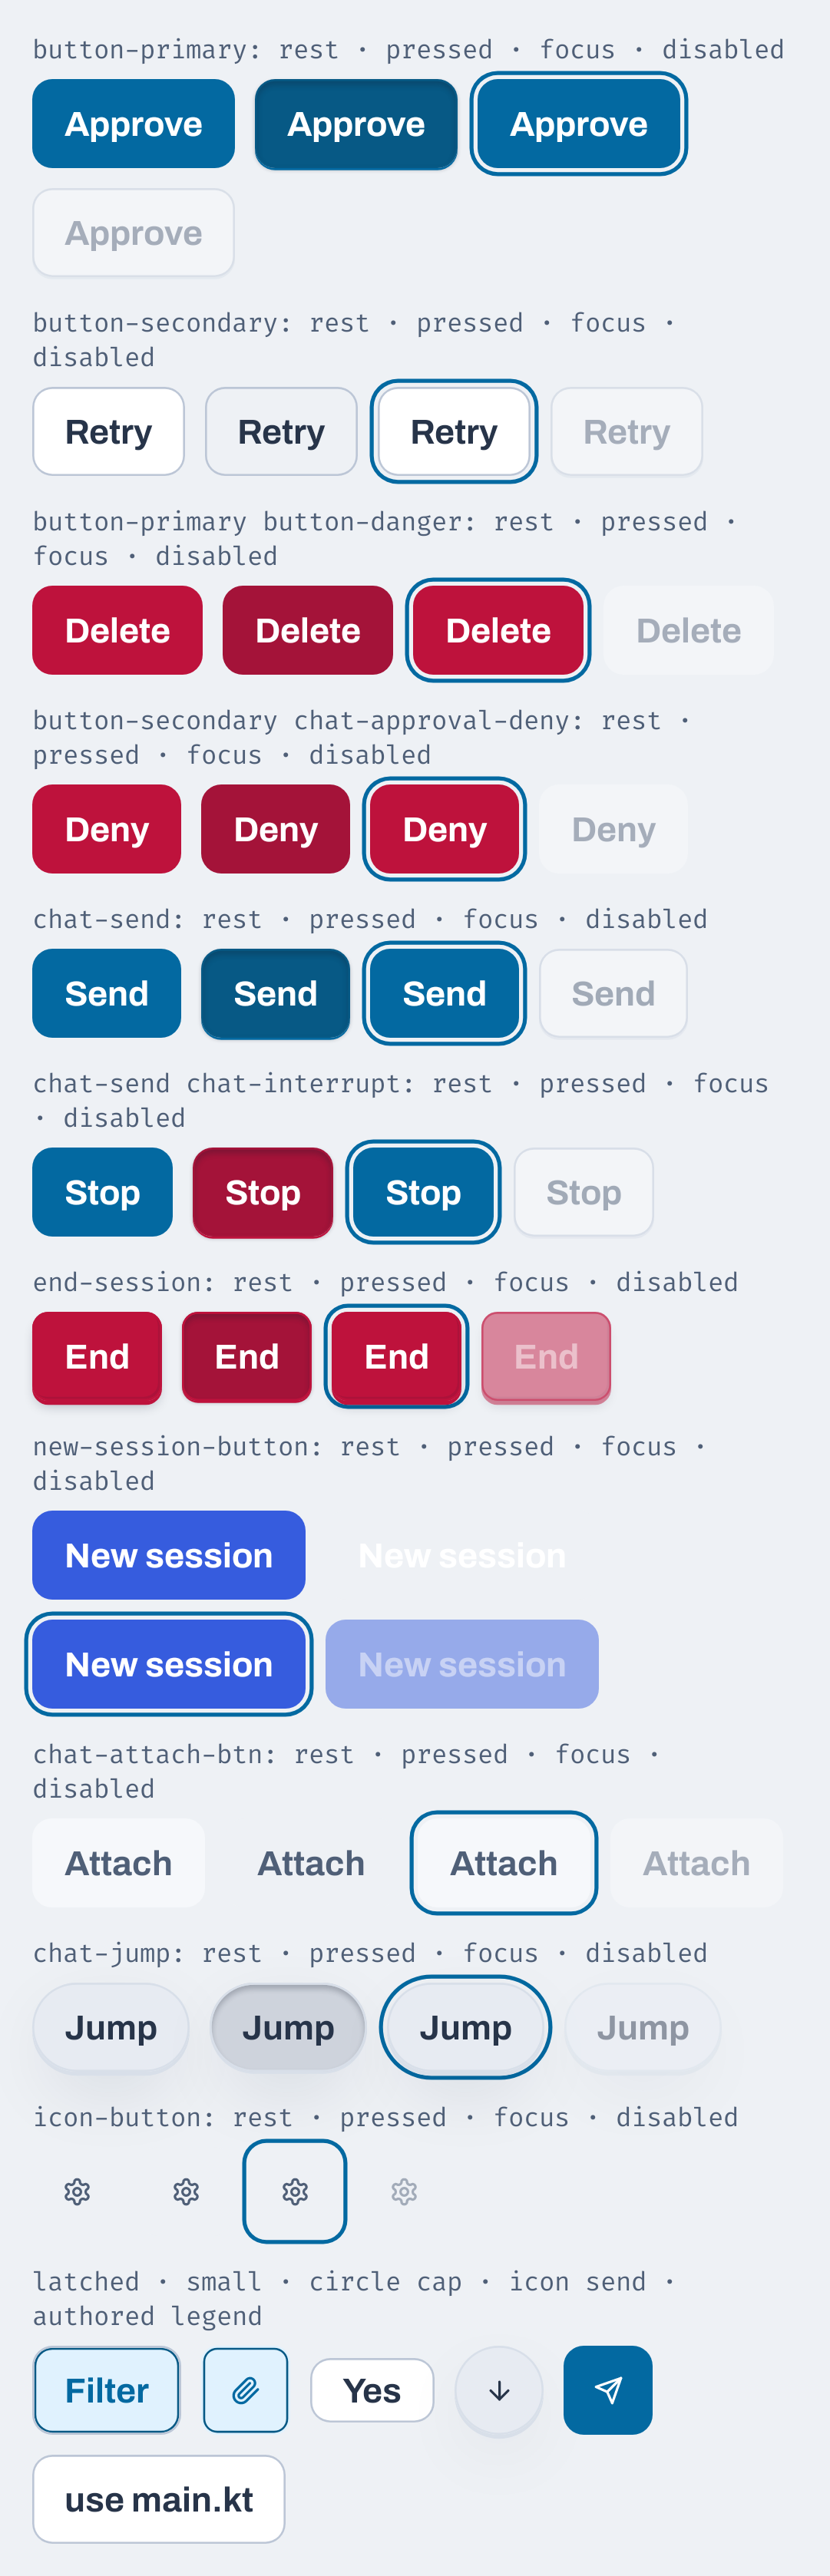 button-primary: rest · pressed · focus · disabled
Approve Approve Approve
Approve
button-secondary: rest · pressed · focus ·
disabled
Retry Retry Retry Retry
button-primary button-danger: rest · pressed ·
focus · disabled
Delete Delete Delete Delete
button-secondary chat-approval-deny: rest ·
pressed · focus · disabled
Deny Deny Deny Deny
chat-send: rest · pressed · focus · disabled
Send Send Send Send
chat-send chat-interrupt: rest · pressed · focus
· disabled
Stop Stop Stop Stop
end-session: rest · pressed · focus · disabled
End End End End
new-session-button: rest · pressed · focus ·
disabled
New session New session
New session New session
chat-attach-btn: rest · pressed · focus ·
disabled
Attach Attach Attach Attach
chat-jump: rest · pressed · focus · disabled
Jump Jump Jump Jump
icon-button: rest · pressed · focus · disabled
latched · small · circle cap · icon send ·
authored legend
Filter Yes
use main.kt